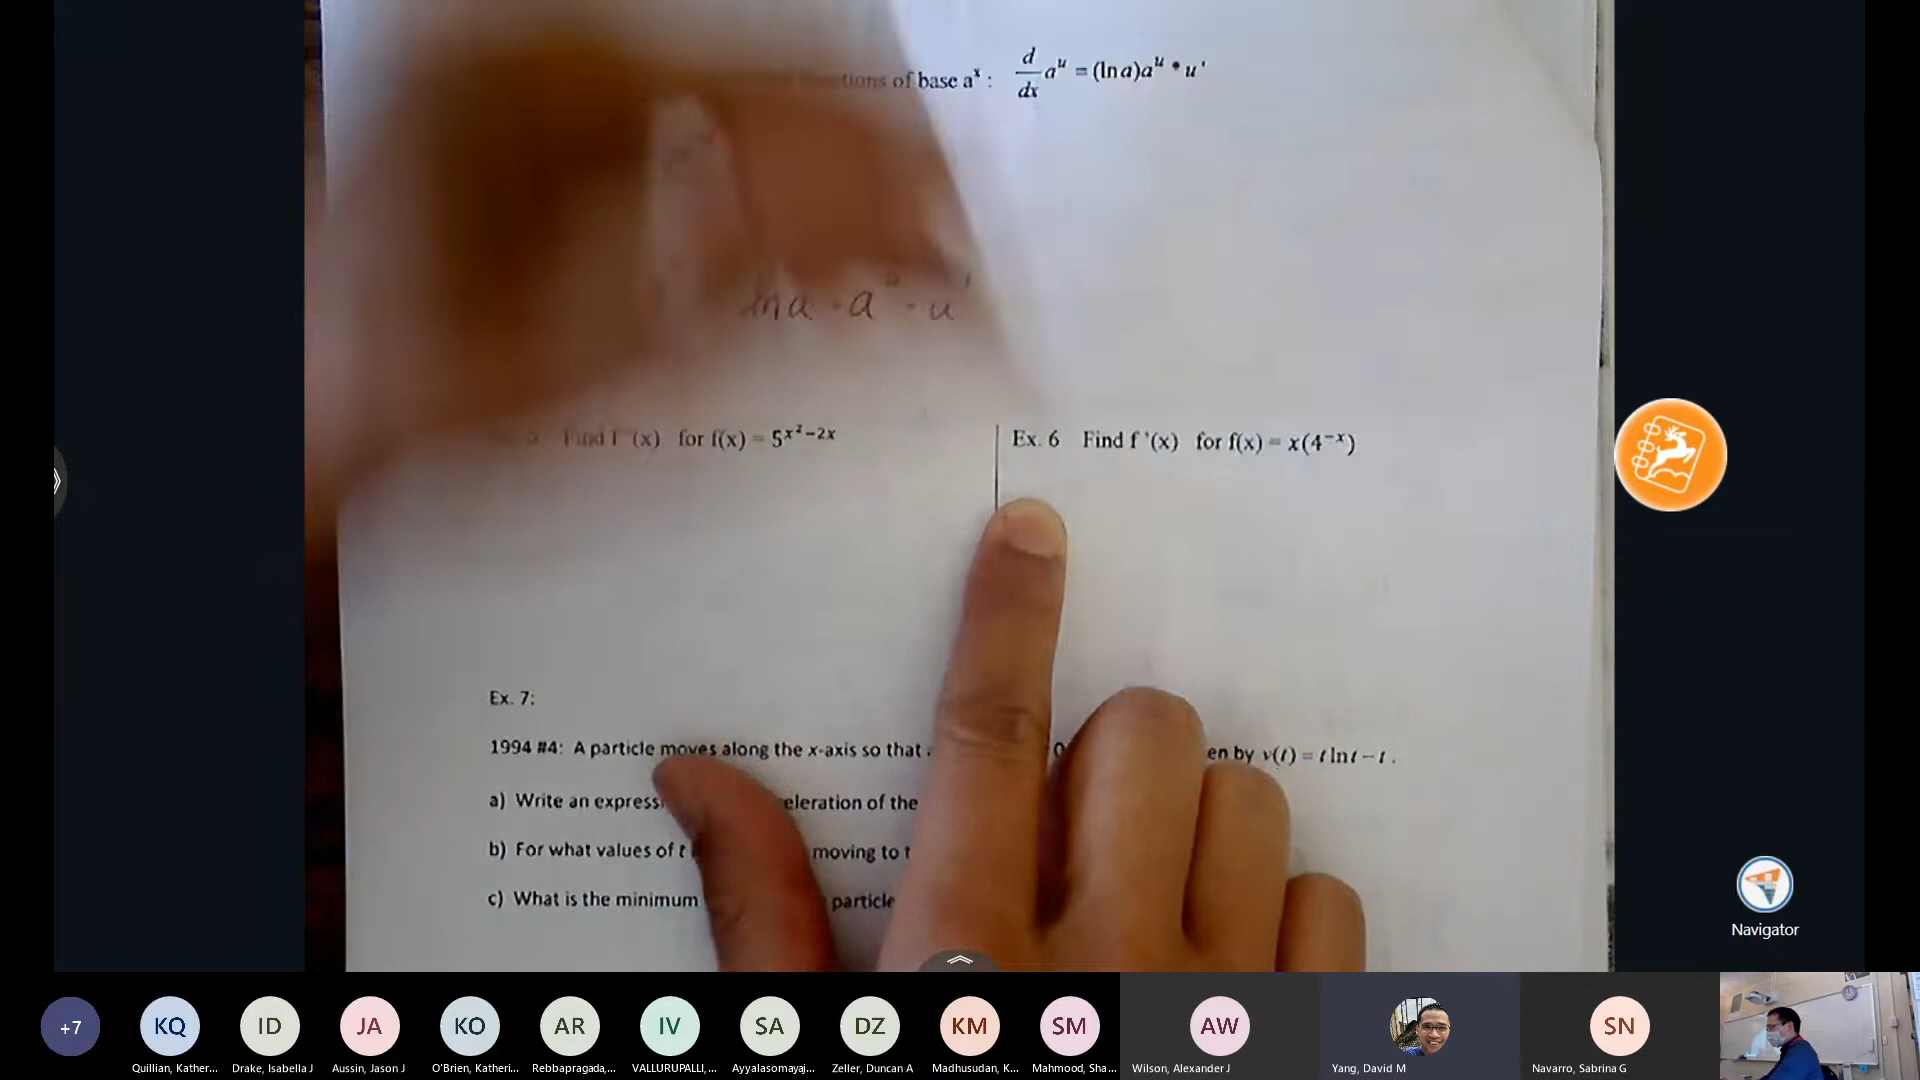 tions of base aˣ : d/dx aᵘ = (ln a)aᵘ • u '
ln a · aᵘ · u'
Find f '(x) for f(x) = 5^(x²−2x)
Ex. 6 Find f '(x) for f(x) = x(4⁻ˣ)
Ex. 7:
1994 #4: A particle moves along the x-axis so that en by v(t) = t ln t − t .
a) Write an express eleration of the
b) For what values of t moving to t
c) What is the minimum particle
Navigator
+7
KQ ID JA KO AR IV SA DZ KM SM AW SN
Quillian, Kather... Drake, Isabella J Aussin, Jason J O'Brien, Katheri... Rebbapragada,... VALLURUPALLI,... Ayyalasomayaj... Zeller, Duncan A Madhusudan, K... Mahmood, Sha... Wilson, Alexander J Yang, David M Navarro, Sabrina G